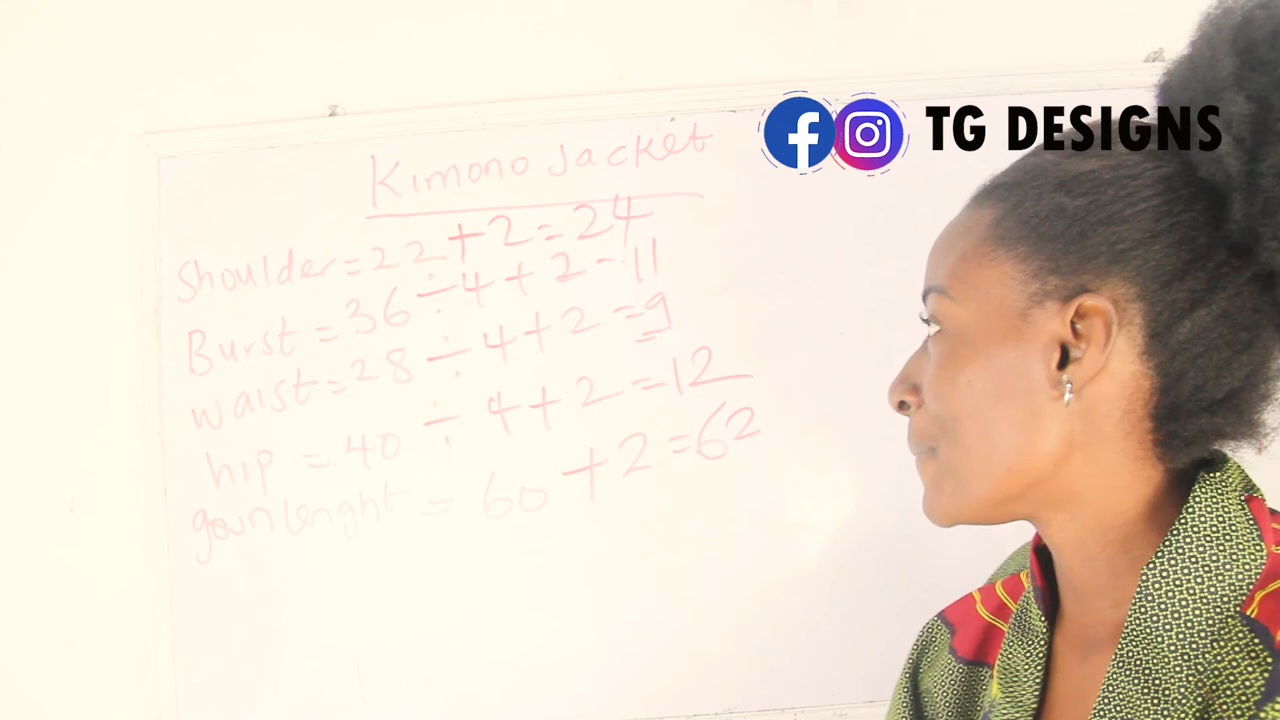 TG DESIGNS
Kimono Jacket
Shoulder = 22 + 2 = 24
Burst = 36 ÷ 4 + 2 - 11
waist = 28 ÷ 4 + 2 = 9
hip = 40 ÷ 4 + 2 = 12
gown lenght = 60 + 2 = 62